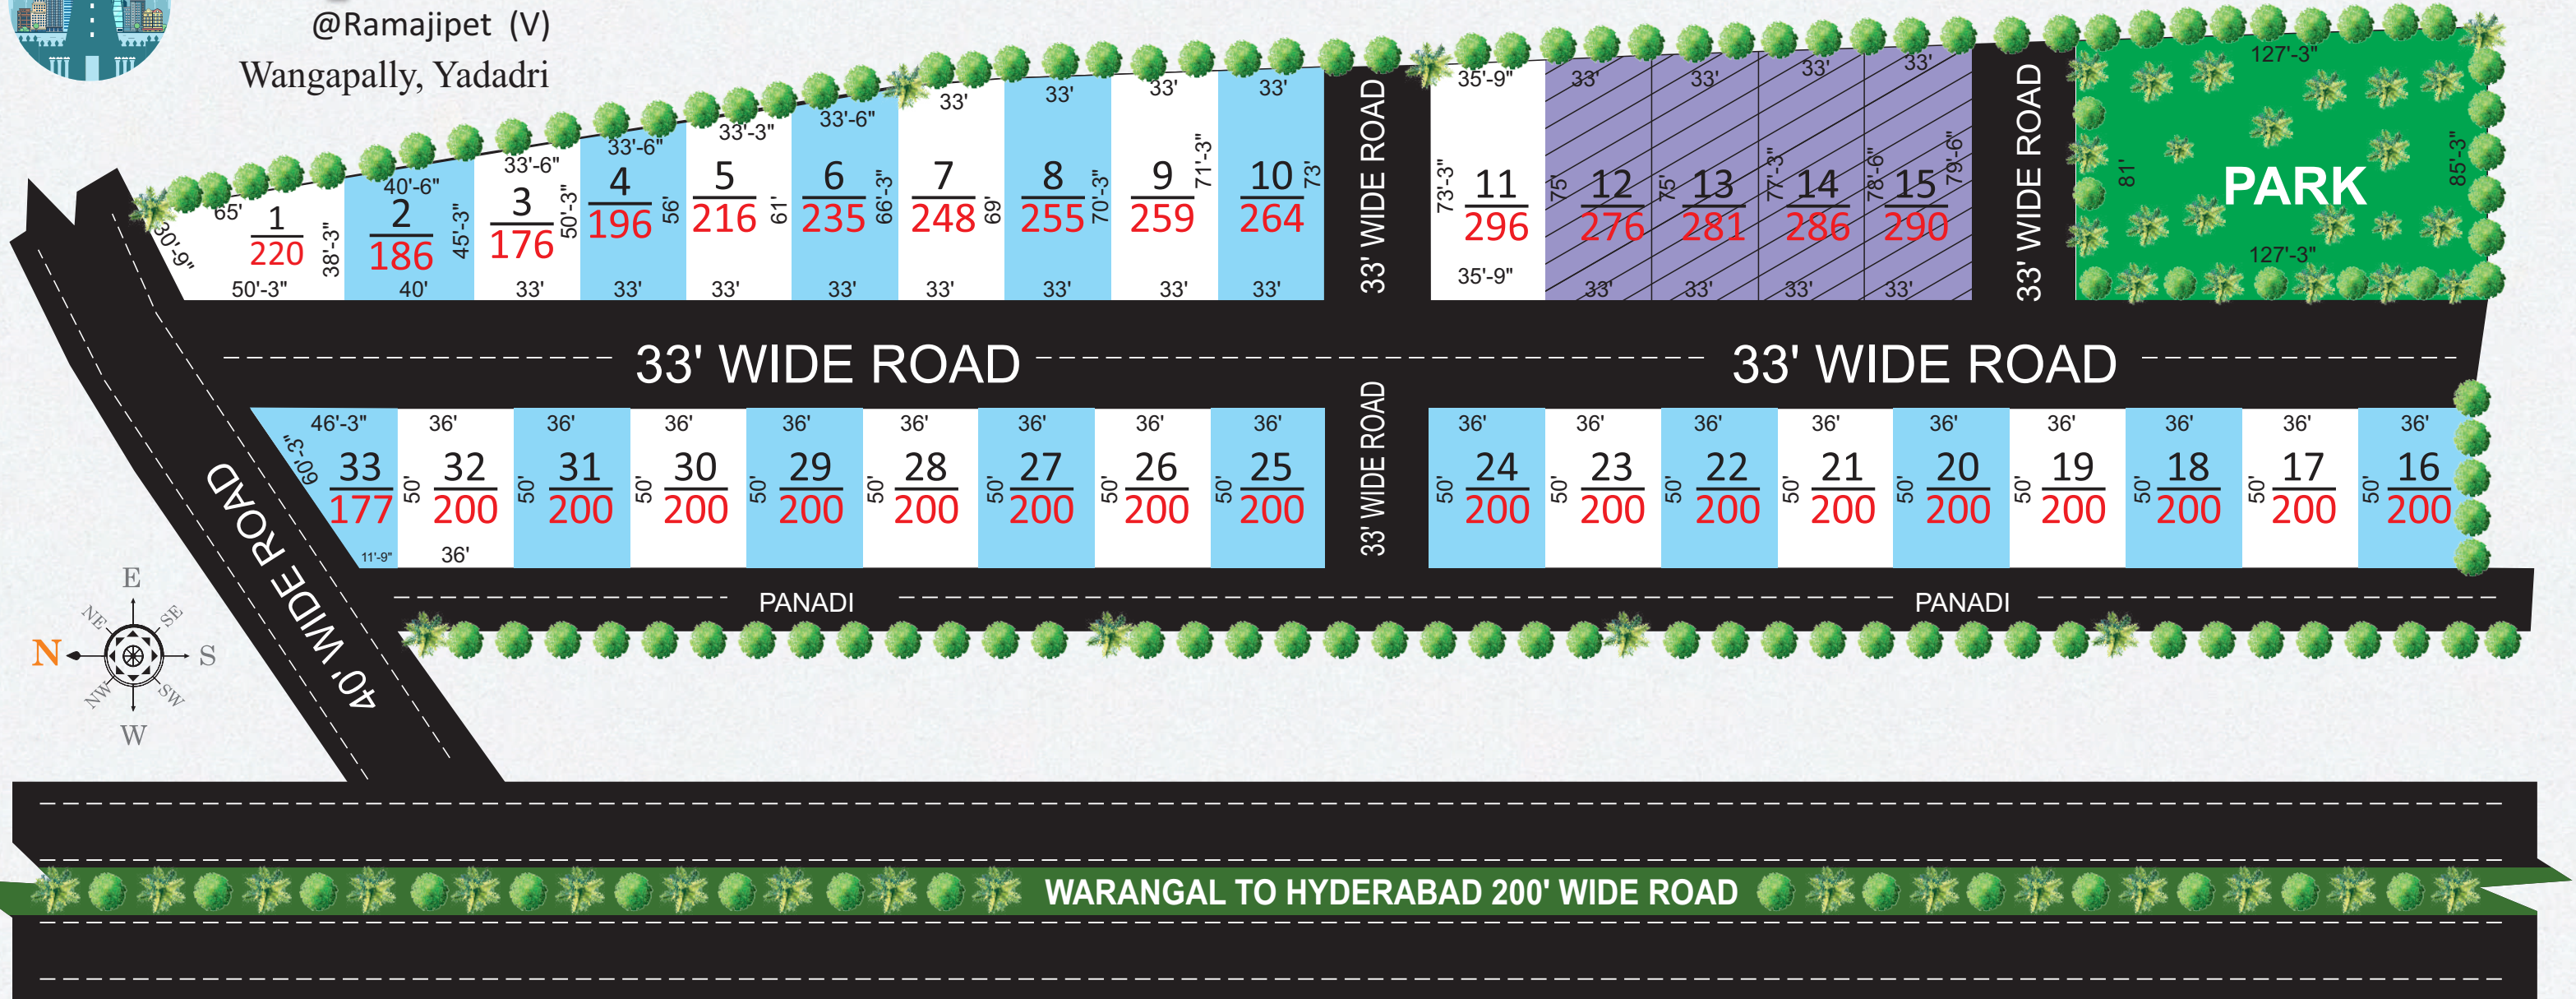 @Ramajipet (V)
Wangapally, Yadadri
65' 1 220 30'-9" 50'-3" 38'-3"
40'-6" 2 186 40' 45'-3"
33'-6" 3 176 33' 50'-3"
33'-6" 4 196 33' 56'
33'-3" 5 216 33' 61'
33'-6" 6 235 33' 66'-3"
33' 7 248 33' 69'
33' 8 255 33' 70'-3"
33' 9 259 33' 71'-3"
33' 10 264 33' 73'
33' WIDE ROAD
35'-9" 73'-3" 11 296 35'-9"
33' 75' 12 276 33'
33' 75' 13 281 33'
33' 77'-3" 14 286 33'
33' 78'-6" 15 290 79'-6" 33'
33' WIDE ROAD
127'-3"
81' PARK 85'-3"
127'-3"
33' WIDE ROAD 33' WIDE ROAD
46'-3" 60'-3" 33 177 11'-9"
36' 50' 32 200 36'
36' 50' 31 200
36' 50' 30 200
36' 50' 29 200
36' 50' 28 200
36' 50' 27 200
36' 50' 26 200
36' 50' 25 200
33' WIDE ROAD
36' 50' 24 200
36' 50' 23 200
36' 50' 22 200
36' 50' 21 200
36' 50' 20 200
36' 50' 19 200
36' 50' 18 200
36' 50' 17 200
36' 50' 16 200
40' WIDE ROAD
PANADI PANADI
E
NE SE
N S
NW SW
W
WARANGAL TO HYDERABAD 200' WIDE ROAD